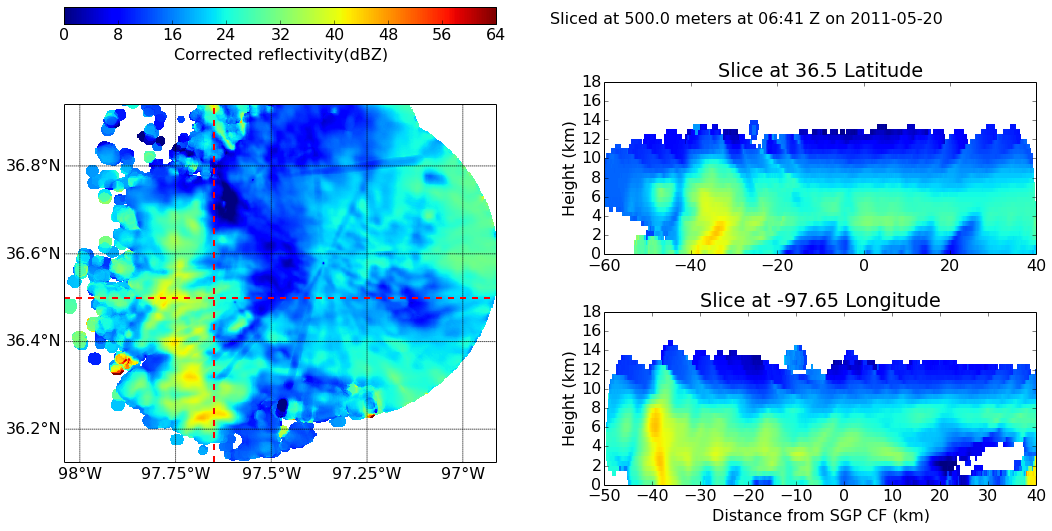 0 8 16 24 32 40 48 56 64
Corrected reflectivity(dBZ)
Sliced at 500.0 meters at 06:41 Z on 2011-05-20
36.8°N
36.6°N
36.4°N
36.2°N
98°W 97.75°W 97.5°W 97.25°W 97°W
Slice at 36.5 Latitude
Height (km)
18
16
14
12
10
8
6
4
2
0
−60 −40 −20 0 20 40
Slice at -97.65 Longitude
Height (km)
18
16
14
12
10
8
6
4
2
0
−50 −40 −30 −20 −10 0 10 20 30 40
Distance from SGP CF (km)